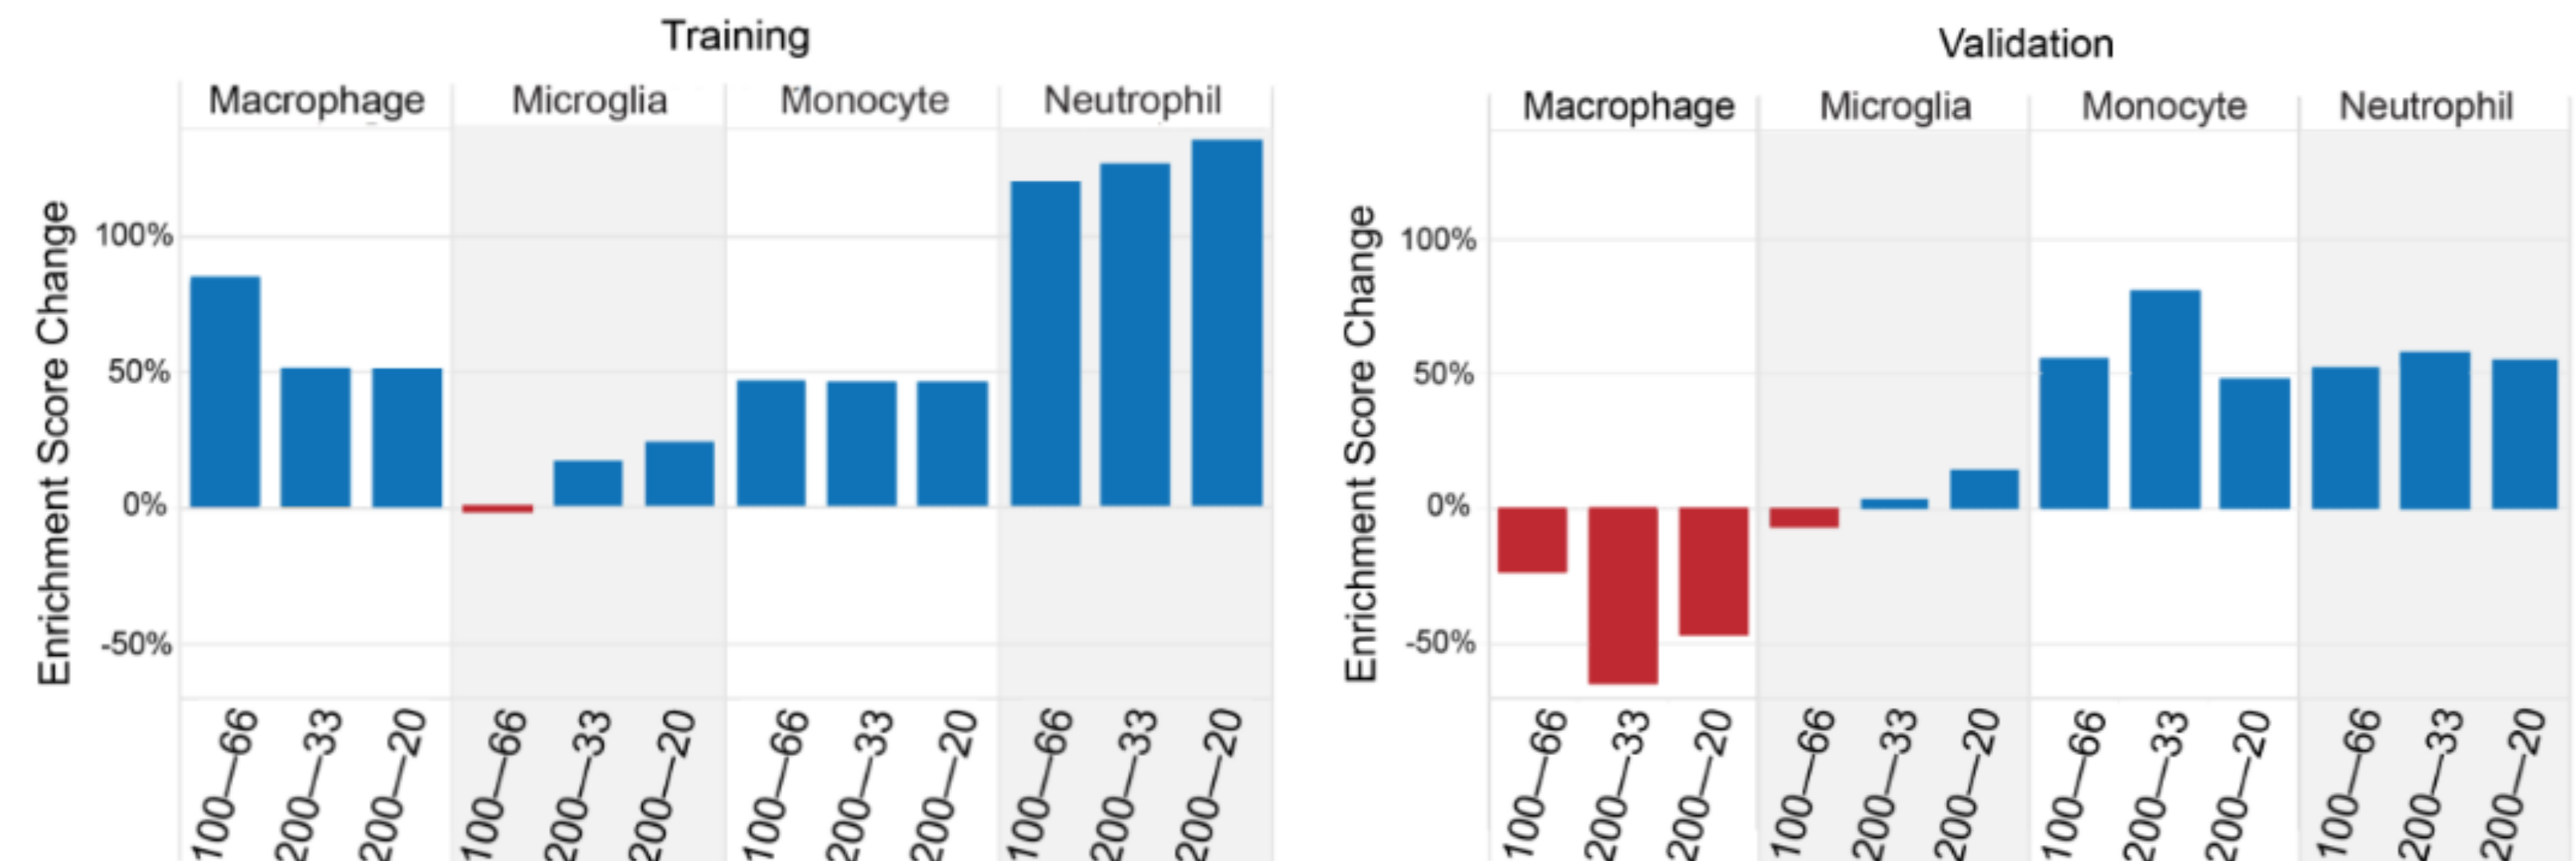 Training
Macrophage Microglia Monocyte Neutrophil
Enrichment Score Change
100%
50%
0%
-50%
100—66 200—33 200—20 100—66 200—33 200—20 100—66 200—33 200—20 100—66 200—33 200—20
Validation
Macrophage Microglia Monocyte Neutrophil
Enrichment Score Change
100%
50%
0%
-50%
100—66 200—33 200—20 100—66 200—33 200—20 100—66 200—33 200—20 100—66 200—33 200—20